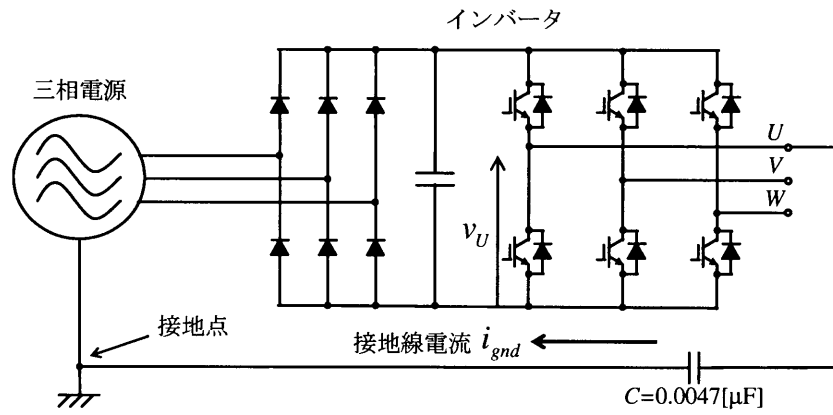 インバータ
三相電源
U
V
W
v_U
接地点
接地線電流 i_gnd
C=0.0047[μF]